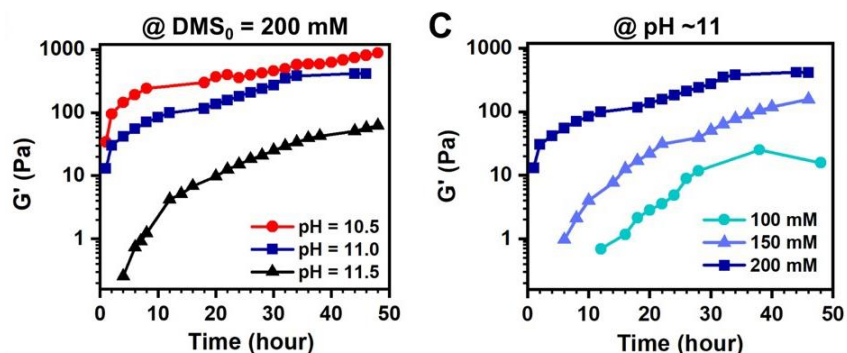 @ DMS₀ = 200 mM
1000
100
10
1
G' (Pa)
0 10 20 30 40 50
Time (hour)
pH = 10.5
pH = 11.0
pH = 11.5
C
@ pH ~11
1000
100
10
1
G' (Pa)
0 10 20 30 40 50
Time (hour)
100 mM
150 mM
200 mM